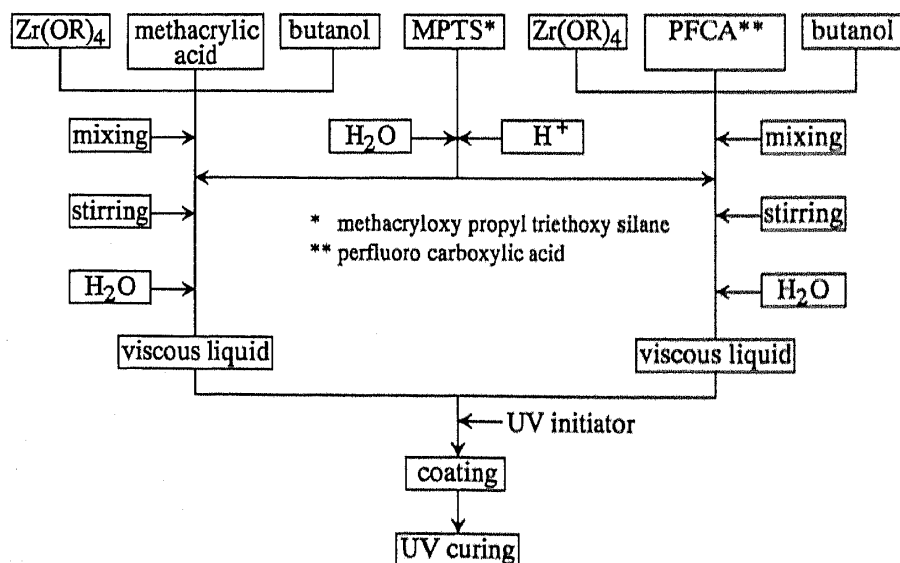 Zr(OR)4
methacrylic
acid
butanol
MPTS*
Zr(OR)4
PFCA**
butanol
mixing
H2O
H+
mixing
stirring
* methacryloxy propyl triethoxy silane
** perfluoro carboxylic acid
stirring
H2O
H2O
viscous liquid
viscous liquid
UV initiator
coating
UV curing